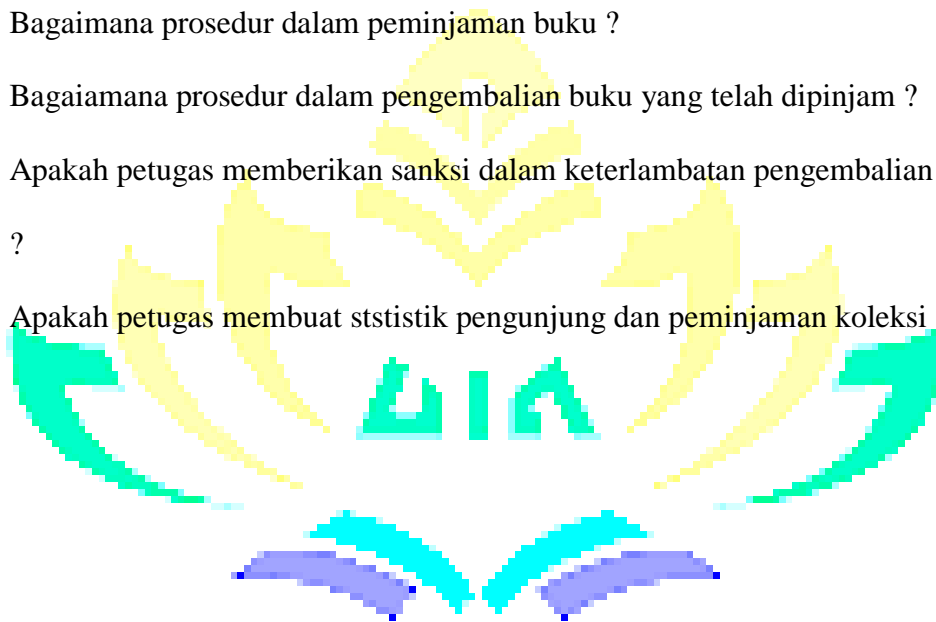 Bagaimana prosedur dalam peminjaman buku ?
Bagaiamana prosedur dalam pengembalian buku yang telah dipinjam ?
Apakah petugas memberikan sanksi dalam keterlambatan pengembalian
?
Apakah petugas membuat ststistik pengunjung dan peminjaman koleksi